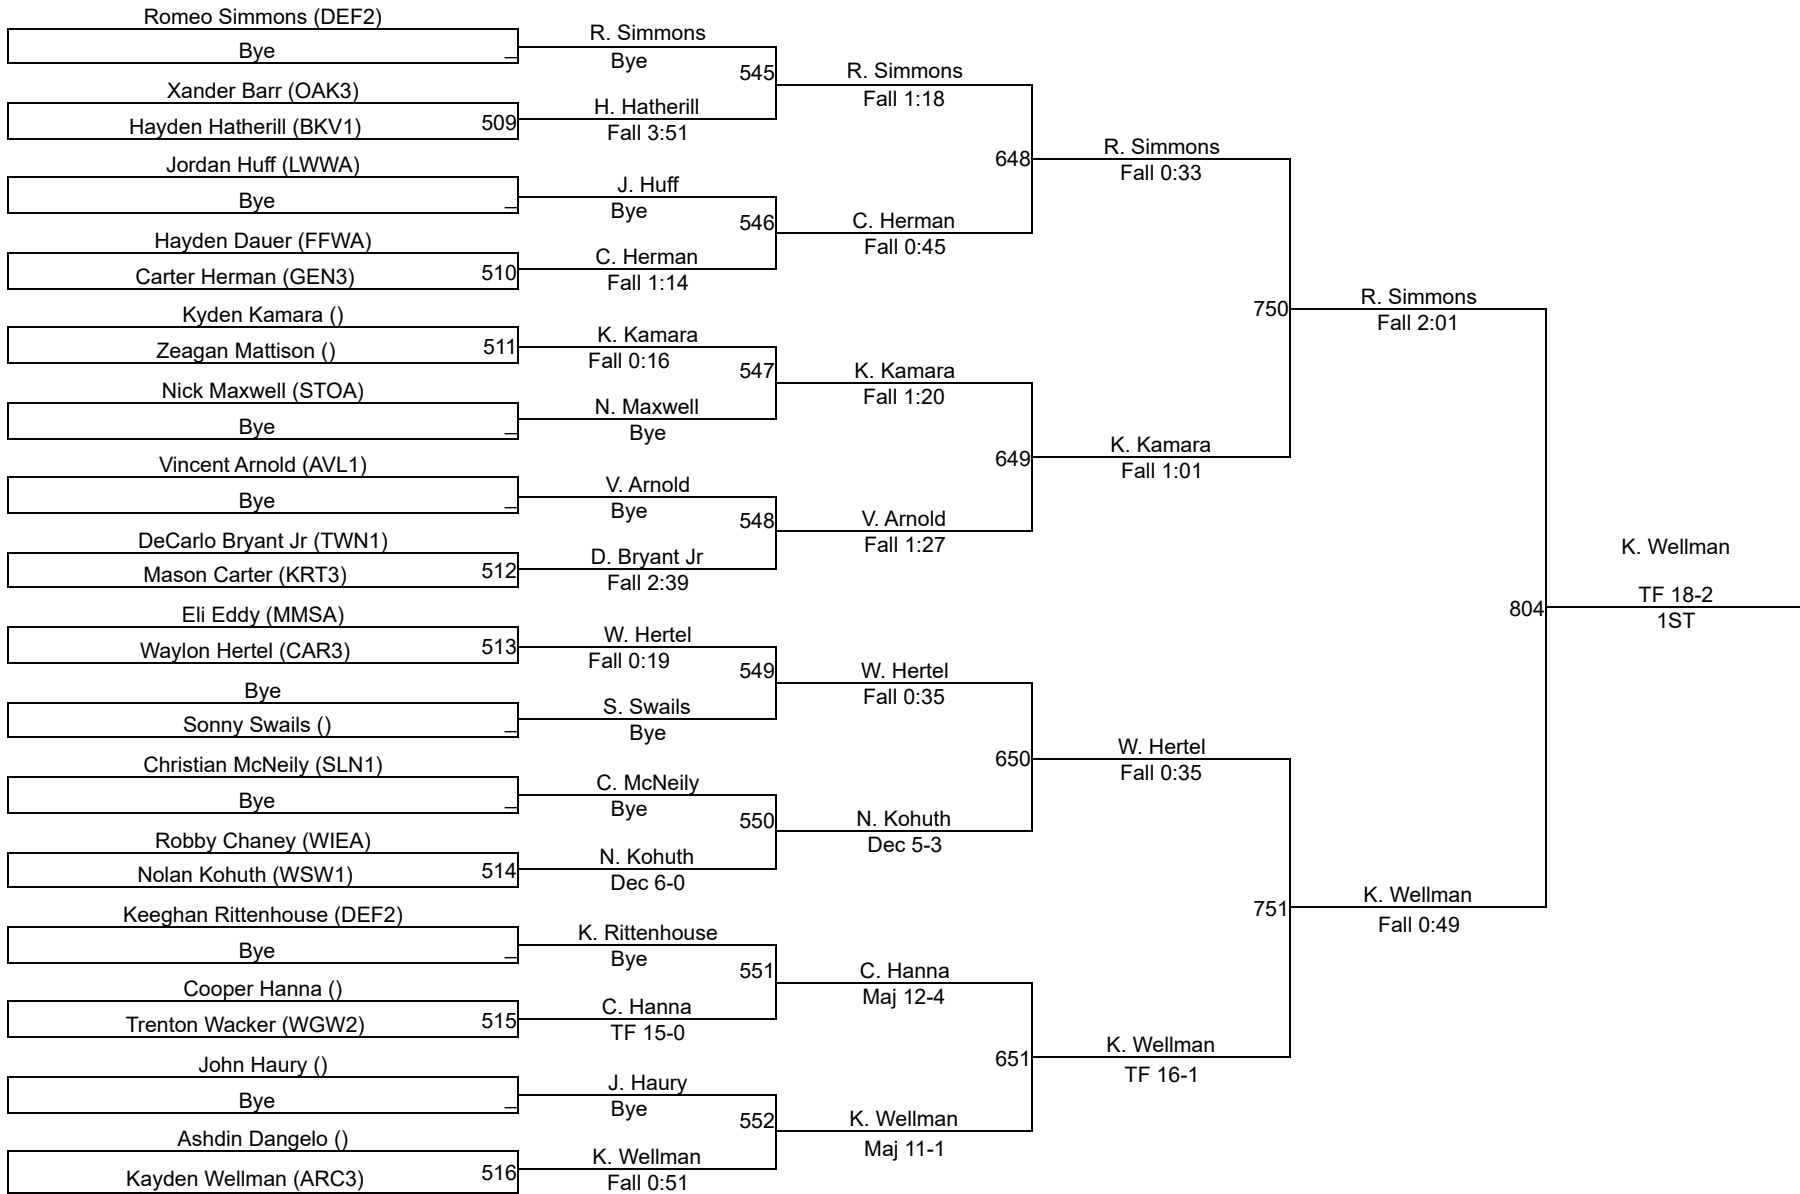 Romeo Simmons (DEF2)
Bye
_
Xander Barr (OAK3)
Hayden Hatherill (BKV1)
509
Jordan Huff (LWWA)
Bye
_
Hayden Dauer (FFWA)
Carter Herman (GEN3)
510
Kyden Kamara ()
Zeagan Mattison ()
511
Nick Maxwell (STOA)
Bye
_
Vincent Arnold (AVL1)
Bye
_
DeCarlo Bryant Jr (TWN1)
Mason Carter (KRT3)
512
Eli Eddy (MMSA)
Waylon Hertel (CAR3)
513
Bye
Sonny Swails ()
_
Christian McNeily (SLN1)
Bye
_
Robby Chaney (WIEA)
Nolan Kohuth (WSW1)
514
Keeghan Rittenhouse (DEF2)
Bye
_
Cooper Hanna ()
Trenton Wacker (WGW2)
515
John Haury ()
Bye
_
Ashdin Dangelo ()
Kayden Wellman (ARC3)
516
R. Simmons
Bye
545
H. Hatherill
Fall 3:51
J. Huff
Bye
546
C. Herman
Fall 1:14
K. Kamara
Fall 0:16
547
N. Maxwell
Bye
V. Arnold
Bye
548
D. Bryant Jr
Fall 2:39
W. Hertel
Fall 0:19
549
S. Swails
Bye
C. McNeily
Bye
550
N. Kohuth
Dec 6-0
K. Rittenhouse
Bye
551
C. Hanna
TF 15-0
J. Haury
Bye
552
K. Wellman
Fall 0:51
R. Simmons
Fall 1:18
648
C. Herman
Fall 0:45
K. Kamara
Fall 1:20
649
V. Arnold
Fall 1:27
W. Hertel
Fall 0:35
650
N. Kohuth
Dec 5-3
C. Hanna
Maj 12-4
651
K. Wellman
Maj 11-1
R. Simmons
Fall 0:33
750
K. Kamara
Fall 1:01
W. Hertel
Fall 0:35
751
K. Wellman
TF 16-1
R. Simmons
Fall 2:01
804
K. Wellman
Fall 0:49
K. Wellman
TF 18-2
1ST